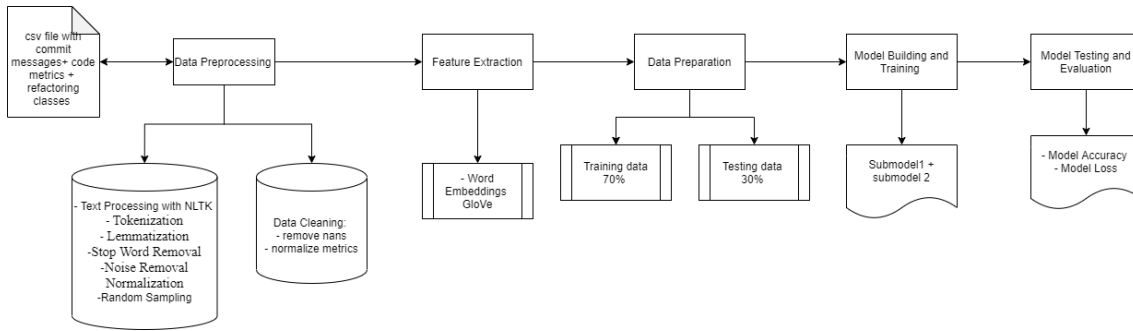 csv file with
commit
messages+ code
metrics +
refactoring
classes
Data Preprocessing
Feature Extraction
Data Preparation
Model Building and
Training
Model Testing and
Evaluation
- Text Processing with NLTK
- Tokenization
- Lemmatization
-Stop Word Removal
-Noise Removal
Normalization
-Random Sampling
Data Cleaning:
- remove nans
- normalize metrics
- Word
Embeddings
GloVe
Training data
70%
Testing data
30%
Submodel1 +
submodel 2
- Model Accuracy
- Model Loss